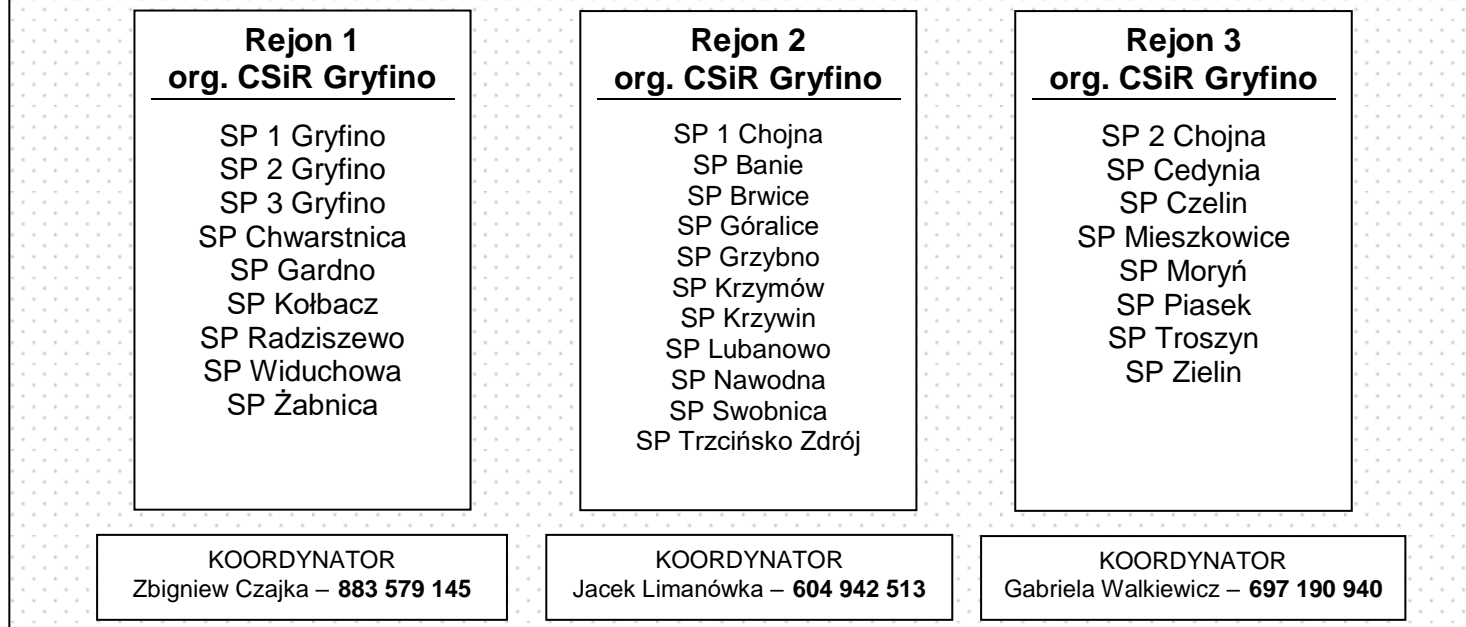 Rejon 1
org. CSiR Gryfino
SP 1 Gryfino
SP 2 Gryfino
SP 3 Gryfino
SP Chwarstnica
SP Gardno
SP Kołbacz
SP Radziszewo
SP Widuchowa
SP Żabnica
KOORDYNATOR
Zbigniew Czajka – 883 579 145
Rejon 2
org. CSiR Gryfino
SP 1 Chojna
SP Banie
SP Brwice
SP Góralice
SP Grzybno
SP Krzymów
SP Krzywin
SP Lubanowo
SP Nawodna
SP Swobnica
SP Trzcińsko Zdrój
KOORDYNATOR
Jacek Limanówka – 604 942 513
Rejon 3
org. CSiR Gryfino
SP 2 Chojna
SP Cedynia
SP Czelin
SP Mieszkowice
SP Moryń
SP Piasek
SP Troszyn
SP Zielin
KOORDYNATOR
Gabriela Walkiewicz – 697 190 940